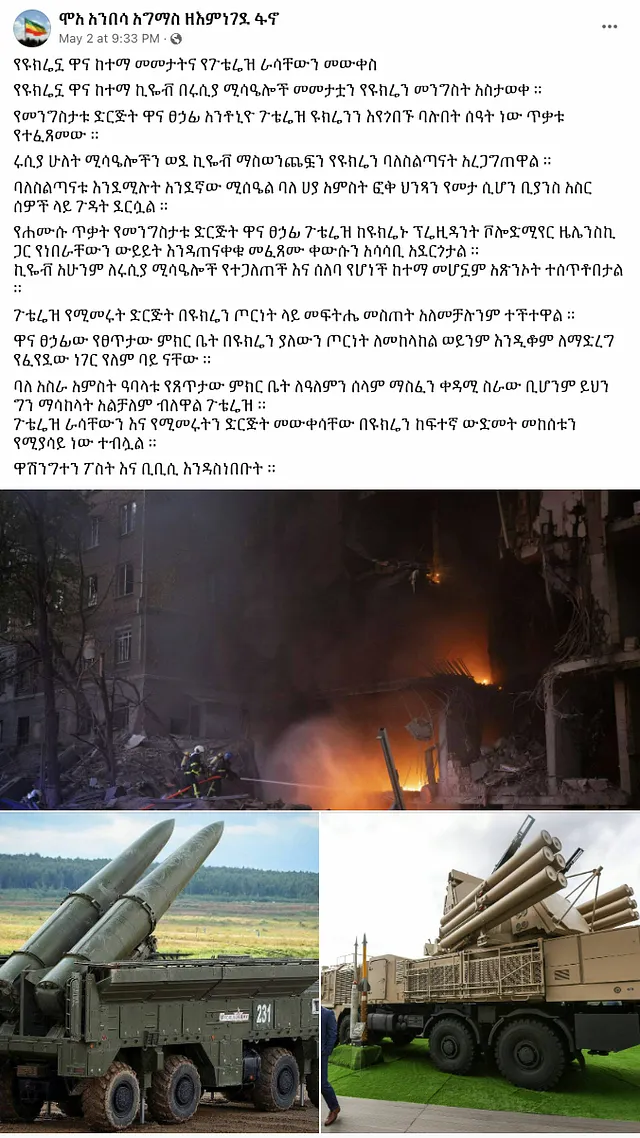 ሞአ አንበሳ አግማስ ዘእምነገደ ፋኖ
May 2 at 9:33 PM ·
የዩክሬኗ ዋና ከተማ መመታትና የጉቴሬዝ ራሳቸውን መውቀስ
የዩክሬኗ ዋና ከተማ ኪዬቭ በሩሲያ ሚሳዔሎች መመታቷን የዩክሬን መንግስት አስታወቀ ።
የመንግስታቱ ድርጅት ዋና ፀኃፊ አንቶኒዮ ጉቴሬዝ ዩክሬንን እየጎበኙ ባሉበት ሰዓት ነው ጥቃቱ
የተፈጸመው ።
ሩሲያ ሁለት ሚሳዔሎችን ወደ ኪዬቭ ማስወንጨፏን የዩክሬን ባለስልጣናት አረጋግጠዋል ።
ባለስልጣናቱ እንደሚሉት አንደኛው ሚሰዔል ባለ ሀያ አምስት ፎቅ ህንጻን የመታ ሲሆን ቢያንስ አስር
ሰዎች ላይ ጉዳት ደርሷል ።
የሐሙሱ ጥቃት የመንግስታቱ ድርጅት ዋና ፀኃፊ ጉቴሬዝ ከዩክሬኑ ፕሬዚዳንት ቮሎድሚየር ዜሌንስኪ
ጋር የነበራቸውን ውይይት እንዳጠናቀቁ መፈጸሙ ቀውሱን አሳሳቢ አደርጎታል ።
ኪዬቭ አሁንም ለሩሲያ ሚሳዔሎች የተጋለጠች እና ሰለባ የሆነች ከተማ መሆኗም አጽንኦት ተሰጥቶበታል
።
ጉቴሬዝ የሚመሩት ድርጅት በዩክሬን ጦርነት ላይ መፍትሔ መስጠት አለመቻሉንም ተችተዋል ።
ዋና ፀኃፊው የፀጥታው ምክር ቤት በዩክሬን ያለውን ጦርነት ለመከላከል ወይንም እንዲቆም ለማድረግ
የፈየደው ነገር የለም ባይ ናቸው ።
ባለ አስራ አምስት ዓባላቱ የጸጥታው ምክር ቤት ለዓለምን ሰላም ማስፈን ቀዳሚ ስራው ቢሆንም ይህን
ግን ማሳከላት አልቻለም ብለዋል ጉቴሬዝ ።
ጉቴሬዝ ራሳቸውን እና የሚመሩትን ድርጅት መውቀሳቸው በዩክሬን ከፍተኛ ውድመት መከሰቱን
የሚያሳይ ነው ተብሏል ።
ዋሽንግተን ፖስት እና ቢቢሲ እንዳስነበቡት ።
231